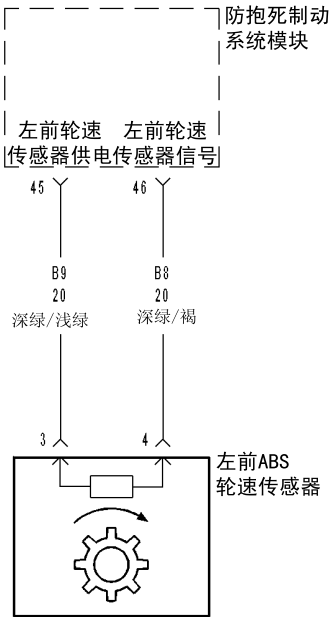 防抱死制动
系统模块
左前轮速 左前轮速
传感器供电 传感器信号
45 46
B9 B8
20 20
深绿/浅绿 深绿/褐
3 4
左前ABS
轮速传感器